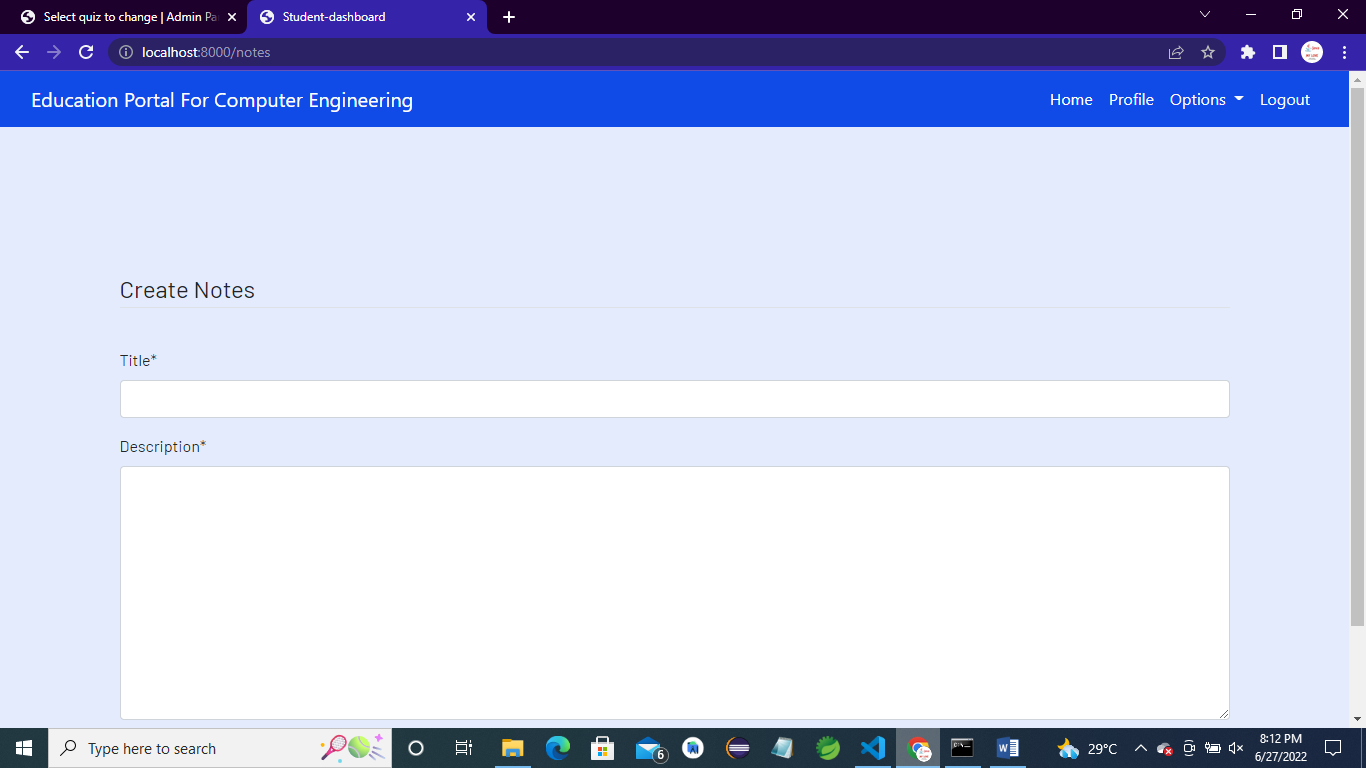 Select quiz to change | Admin Pa
Student-dashboard
localhost:8000/notes
Education Portal For Computer Engineering
Home Profile Options Logout
Create Notes
Title*
Description*
Type here to search
6
29°C
8:12 PM
6/27/2022